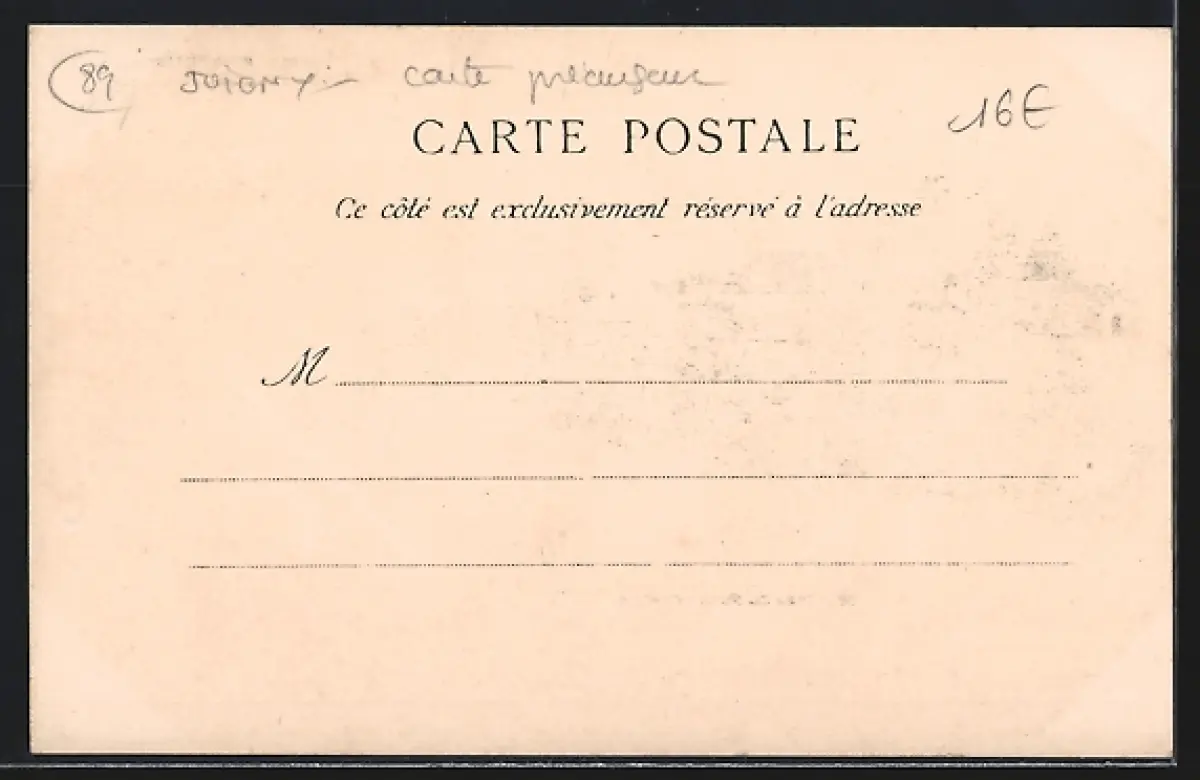 89 JOIGNY - carte précurseur
16€
CARTE POSTALE
Ce côté est exclusivement réservé à l'adresse
M